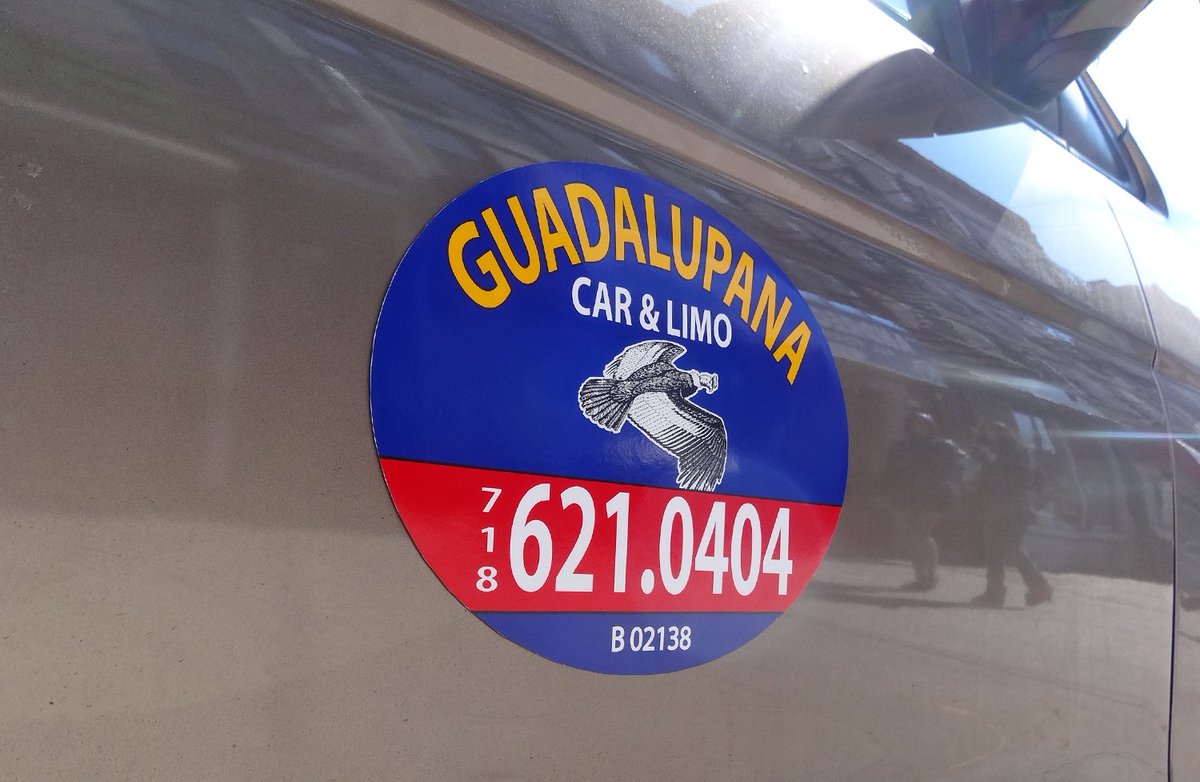 GUADALUPANA
CAR & LIMO
718 621.0404
B 02138